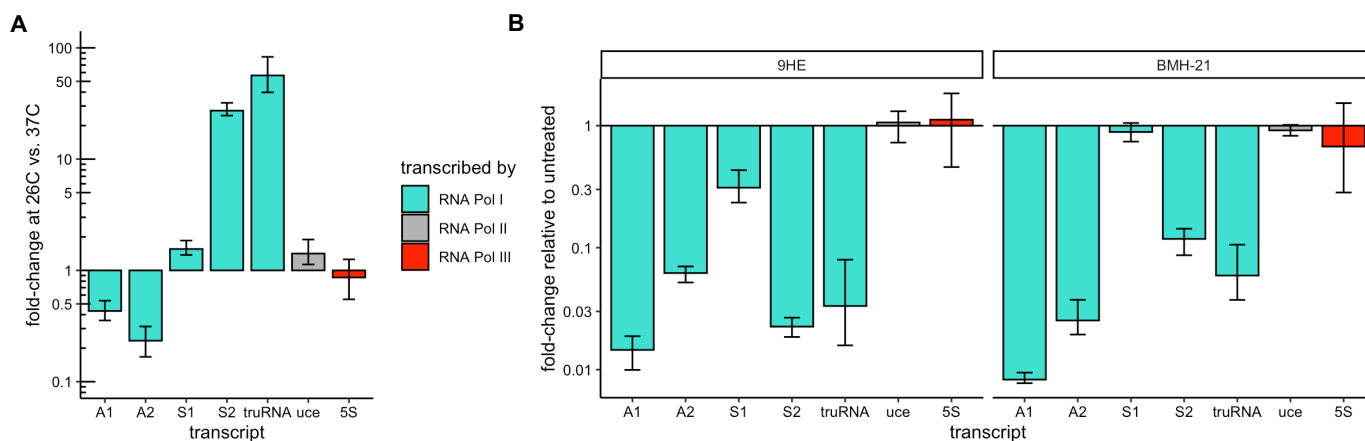 A
fold-change at 26C vs. 37C
100
50
10
5
1
0.5
0.1
A1 A2 S1 S2 truRNA uce 5S
transcript
transcribed by
RNA Pol I
RNA Pol II
RNA Pol III
B
fold-change relative to untreated
9HE BMH-21
1
0.3
0.1
0.03
0.01
A1 A2 S1 S2 truRNA uce 5S A1 A2 S1 S2 truRNA uce 5S
transcript